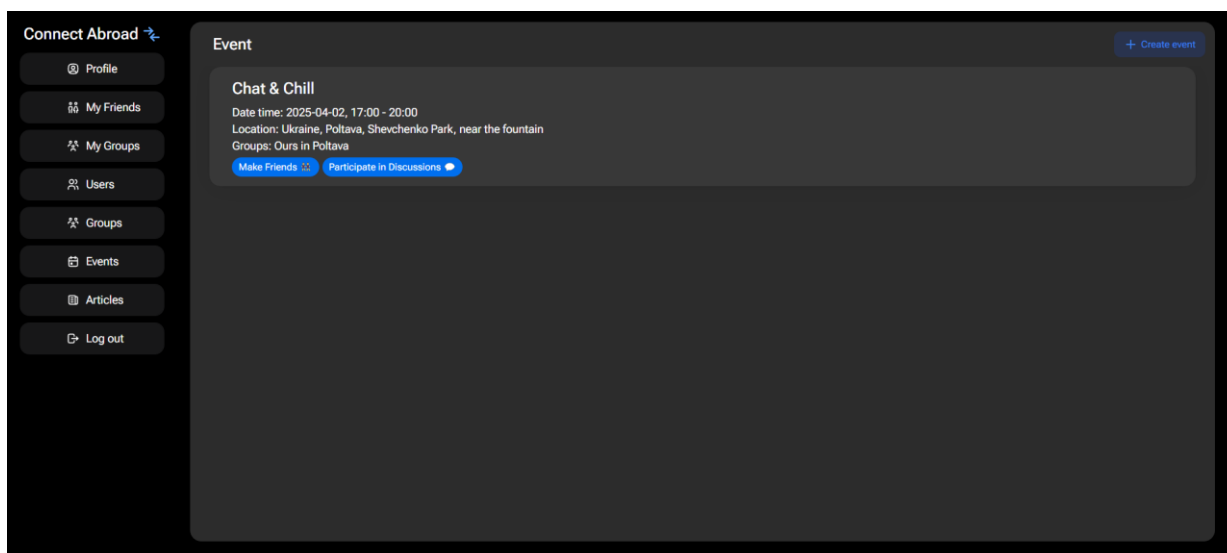 Connect Abroad
Profile
My Friends
My Groups
Users
Groups
Events
Articles
Log out
Event
+ Create event
Chat & Chill
Date time: 2025-04-02, 17:00 - 20:00
Location: Ukraine, Poltava, Shevchenko Park, near the fountain
Groups: Ours in Poltava
Make Friends
Participate in Discussions